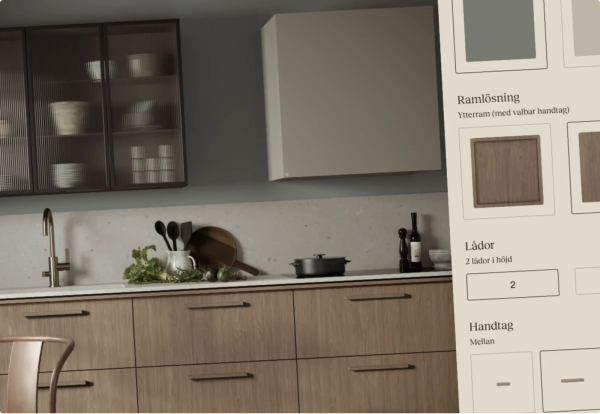 Ramlösning
Ytterram (med valbar handtag)
Lådor
2 lådor i höjd
2
Handtag
Mellan